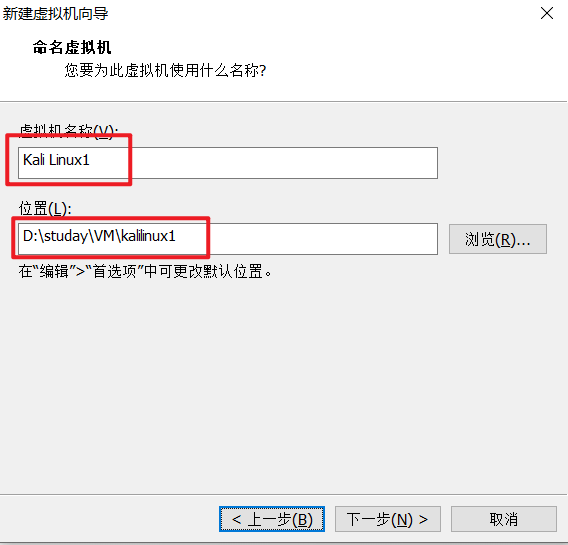 新建虚拟机向导
命名虚拟机
您要为此虚拟机使用什么名称?
虚拟机名称(V):
Kali Linux1
位置(L):
D:\studay\VM\kalilinux1
浏览(R)...
在“编辑”>“首选项”中可更改默认位置。
< 上一步(B) 下一步(N) > 取消